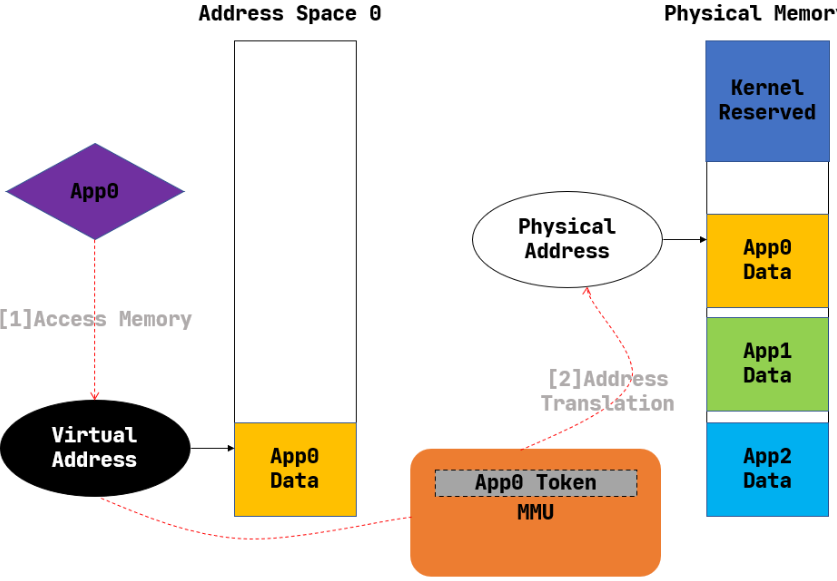 Address Space 0
Physical Memory
Kernel
Reserved
App0
Physical
Address
App0
Data
[1]Access Memory
App1
Data
[2]Address
Translation
Virtual
Address
App0
Data
App0 Token
MMU
App2
Data